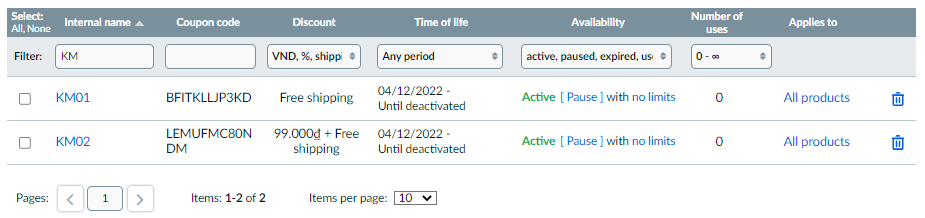 Select:
All, None
Internal name
Coupon code
Discount
Time of life
Availability
Number of
uses
Applies to
Filter:
KM
VND, %, shippi
Any period
active, paused, expired, us
0 - ∞
KM01
BFITKLLJP3KD
Free shipping
04/12/2022 -
Until deactivated
Active [ Pause ] with no limits
0
All products
KM02
LEMUFMC80N
DM
99.000₫ + Free
shipping
04/12/2022 -
Until deactivated
Active [ Pause ] with no limits
0
All products
Pages:
1
Items: 1-2 of 2
Items per page:
10